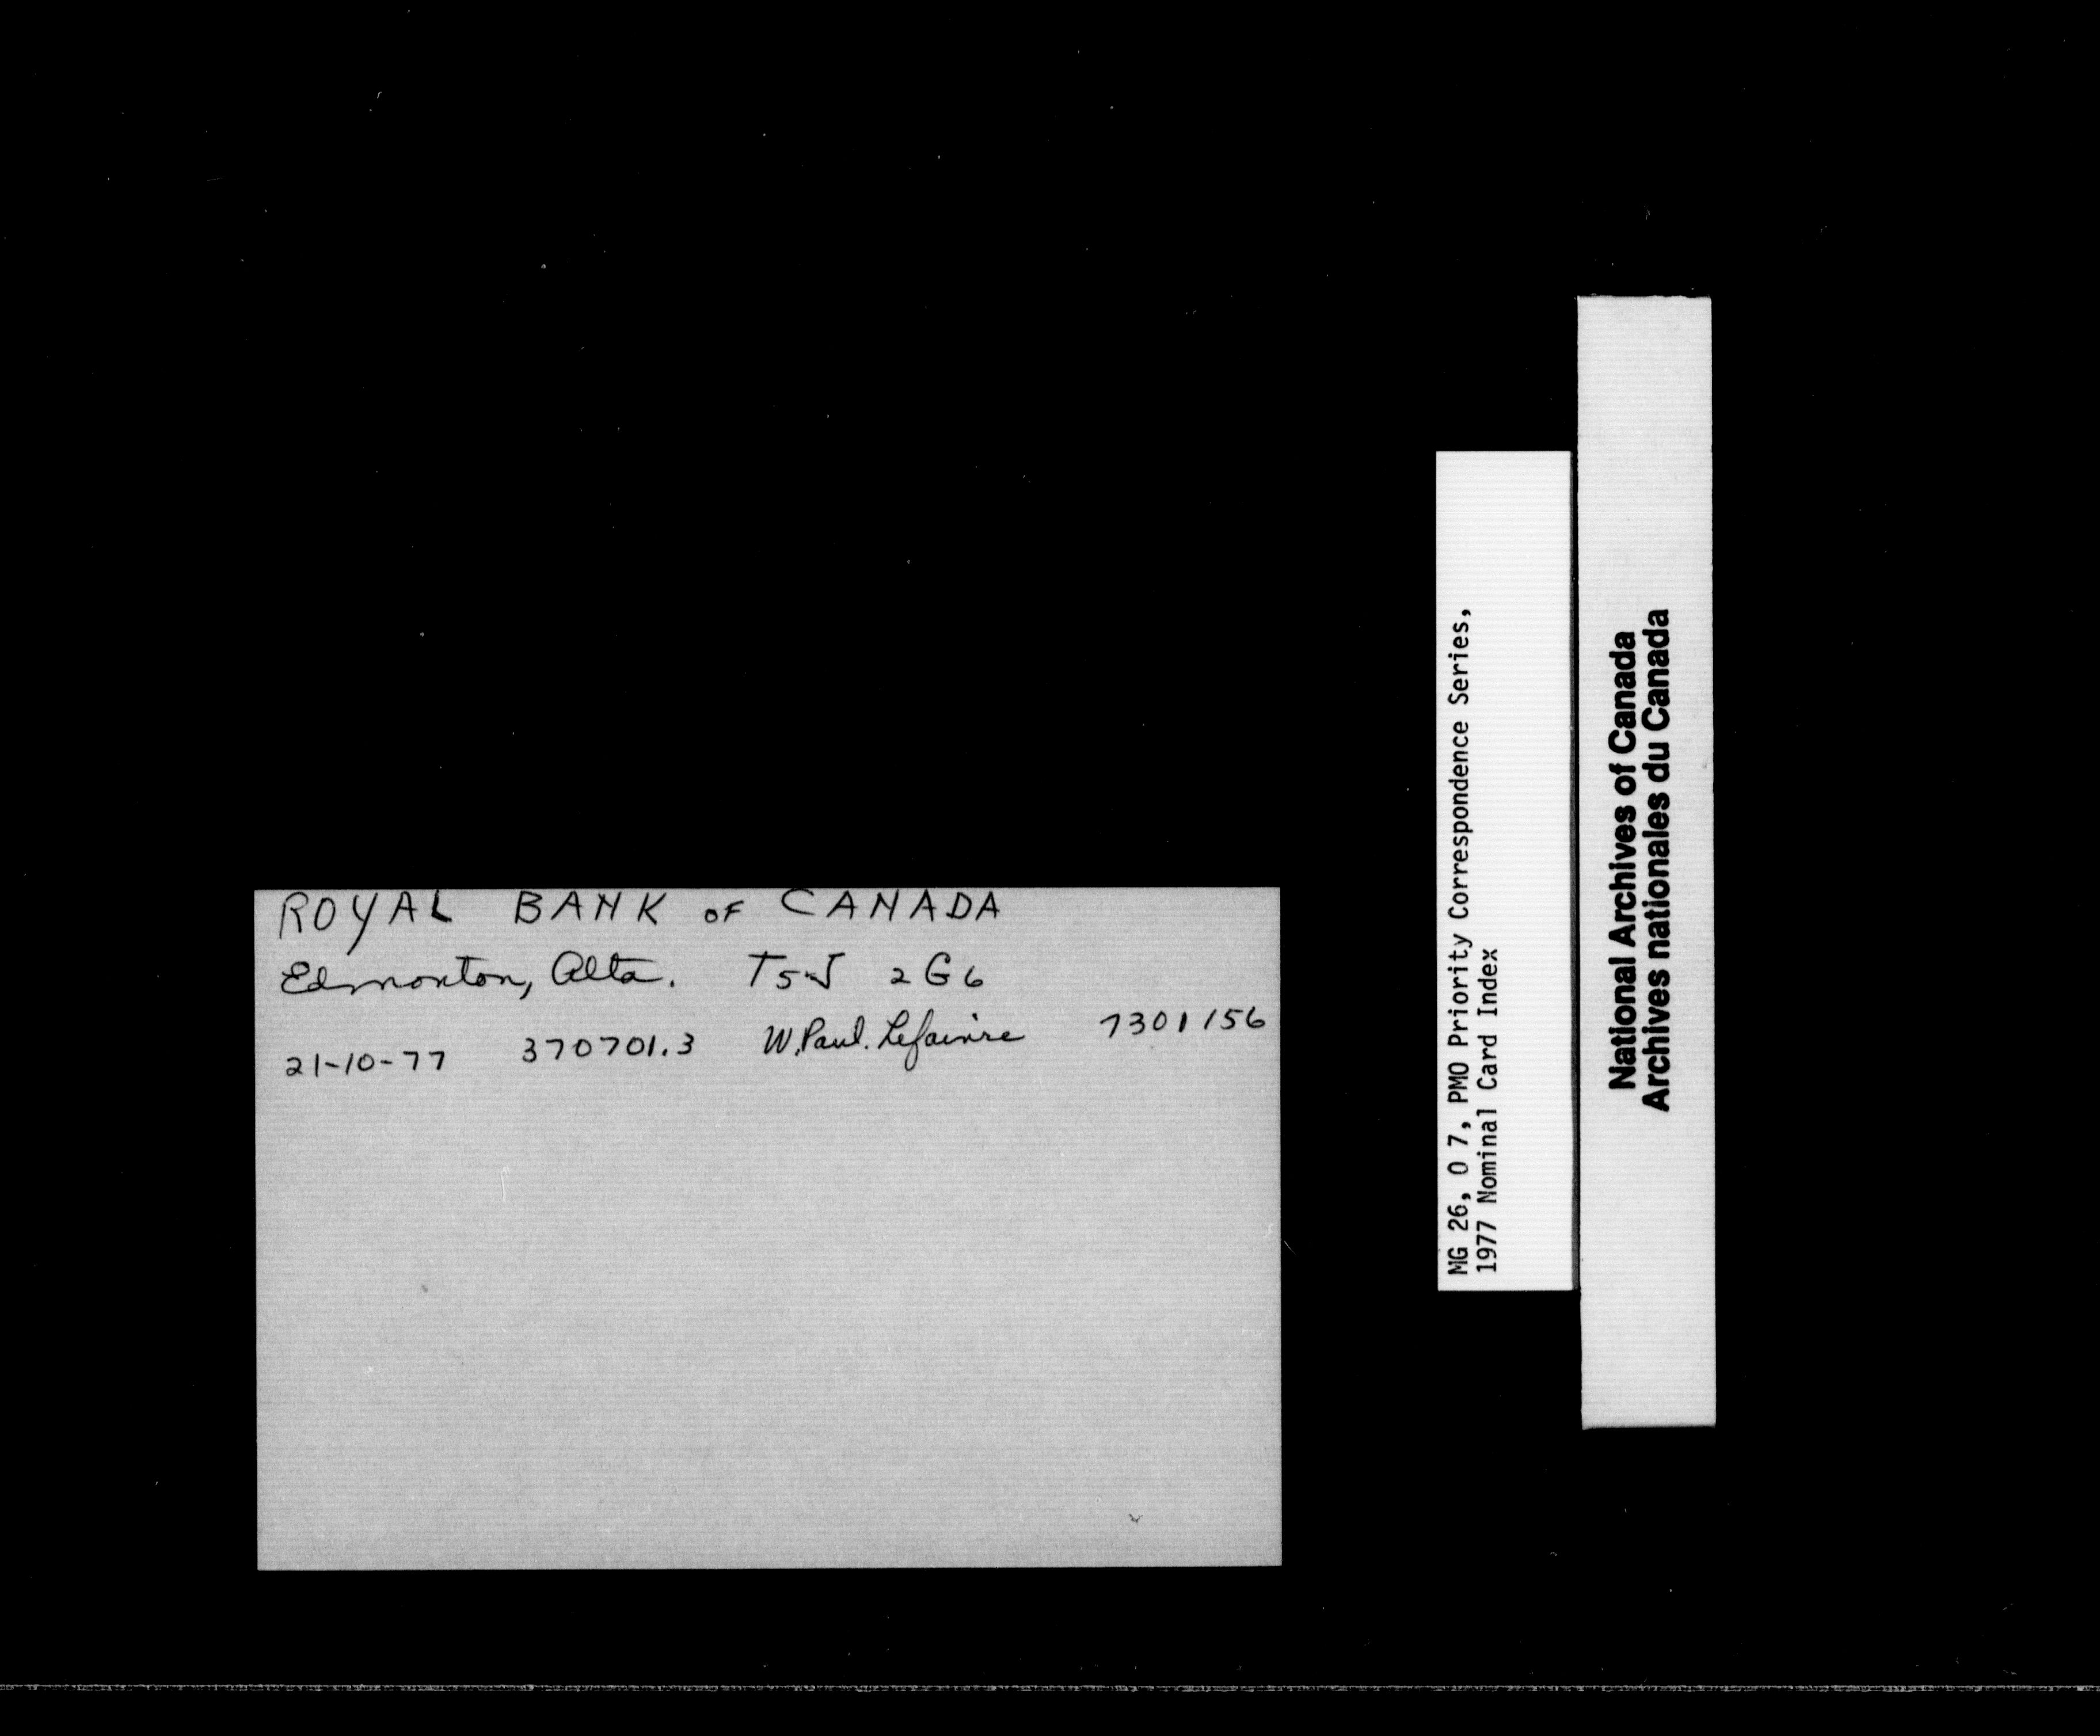 ROYAL BANK OF CANADA
Edmonton, Alta. T5J 2G6
21-10-77 370701.3 W. Paul. 7301156
MG 26, O 7, PMO Priority Correspondence Series,
1977 Nominal Card Index
National Archives of Canada
Archives nationales du Canada